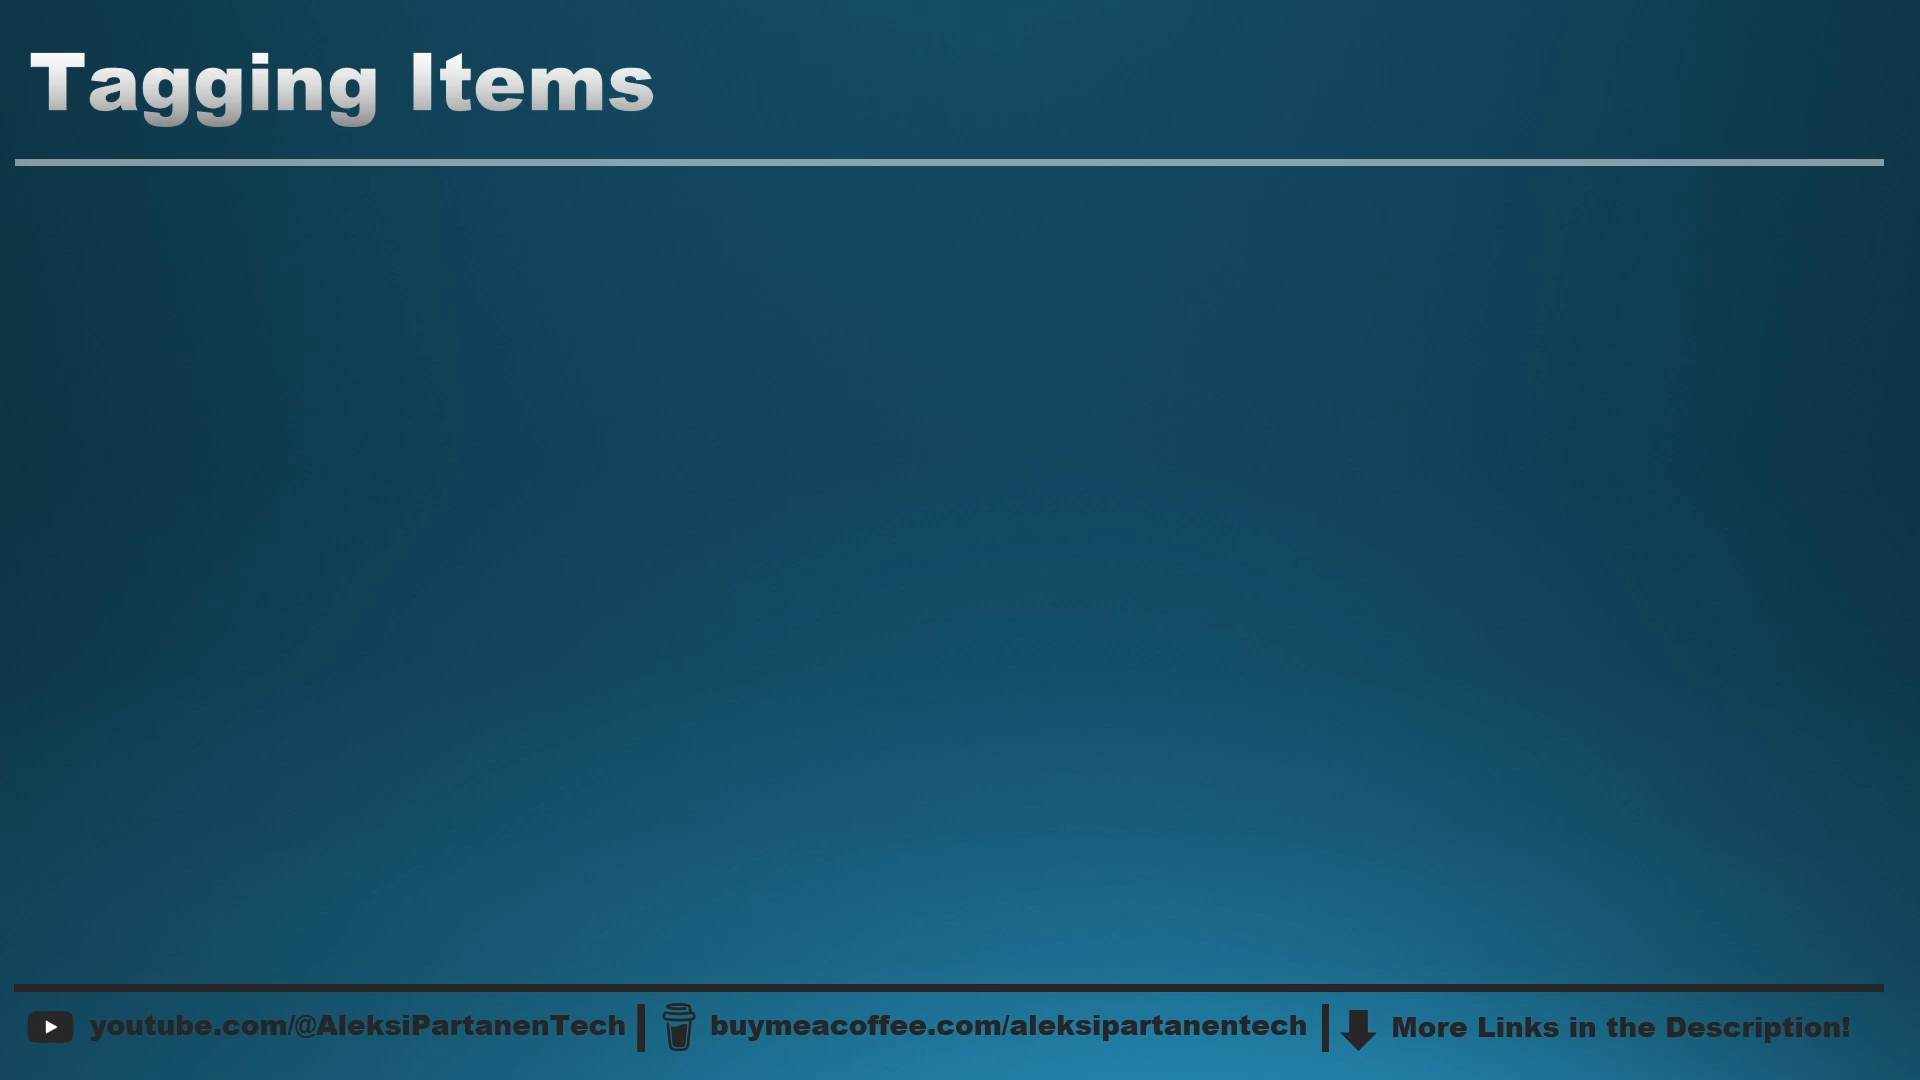 Tagging Items
youtube.com/@AleksiPartanenTech
buymeacoffee.com/aleksipartanentech
More Links in the Description!